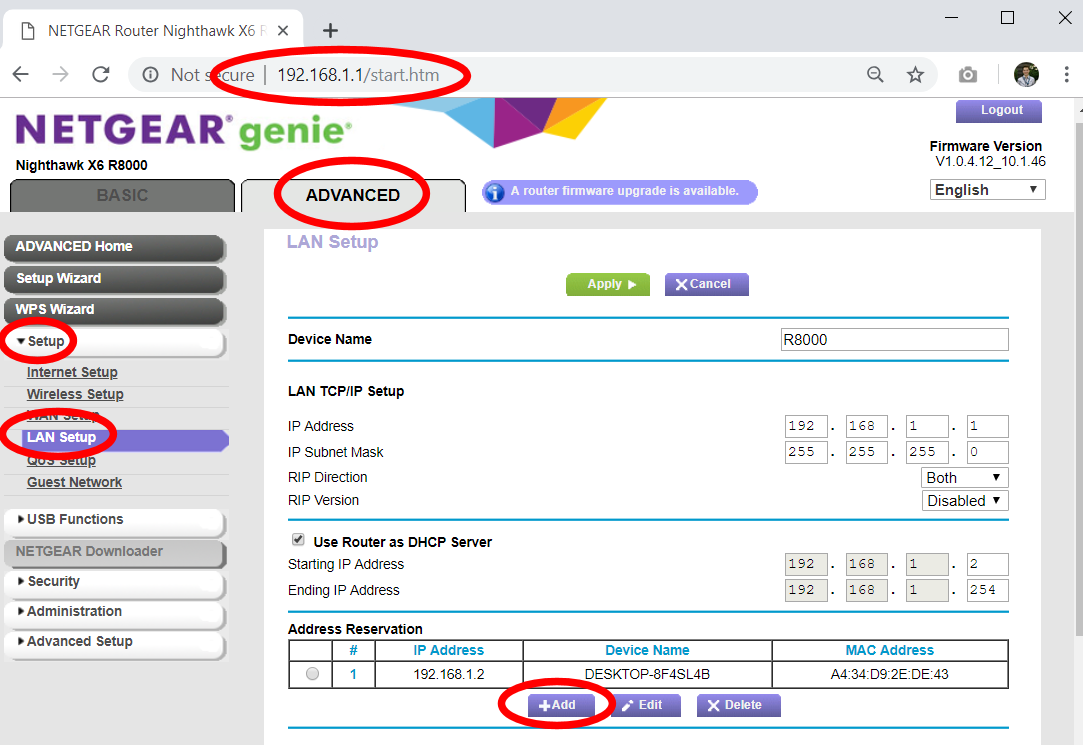 NETGEAR Router Nighthawk X6 R
Not secure | 192.168.1.1/start.htm
NETGEAR® genie®
Logout
Nighthawk X6 R8000
Firmware Version
V1.0.4.12_10.1.46
BASIC
ADVANCED
A router firmware upgrade is available.
English
ADVANCED Home
Setup Wizard
WPS Wizard
Setup
Internet Setup
Wireless Setup
WAN Setup
LAN Setup
QoS Setup
Guest Network
USB Functions
NETGEAR Downloader
Security
Administration
Advanced Setup
LAN Setup
Apply
Cancel
Device Name R8000
LAN TCP/IP Setup
IP Address 192 . 168 . 1 . 1
IP Subnet Mask 255 . 255 . 255 . 0
RIP Direction Both
RIP Version Disabled
Use Router as DHCP Server
Starting IP Address 192 . 168 . 1 . 2
Ending IP Address 192 . 168 . 1 . 254
Address Reservation
# IP Address Device Name MAC Address
1 192.168.1.2 DESKTOP-8F4SL4B A4:34:D9:2E:DE:43
Add Edit Delete